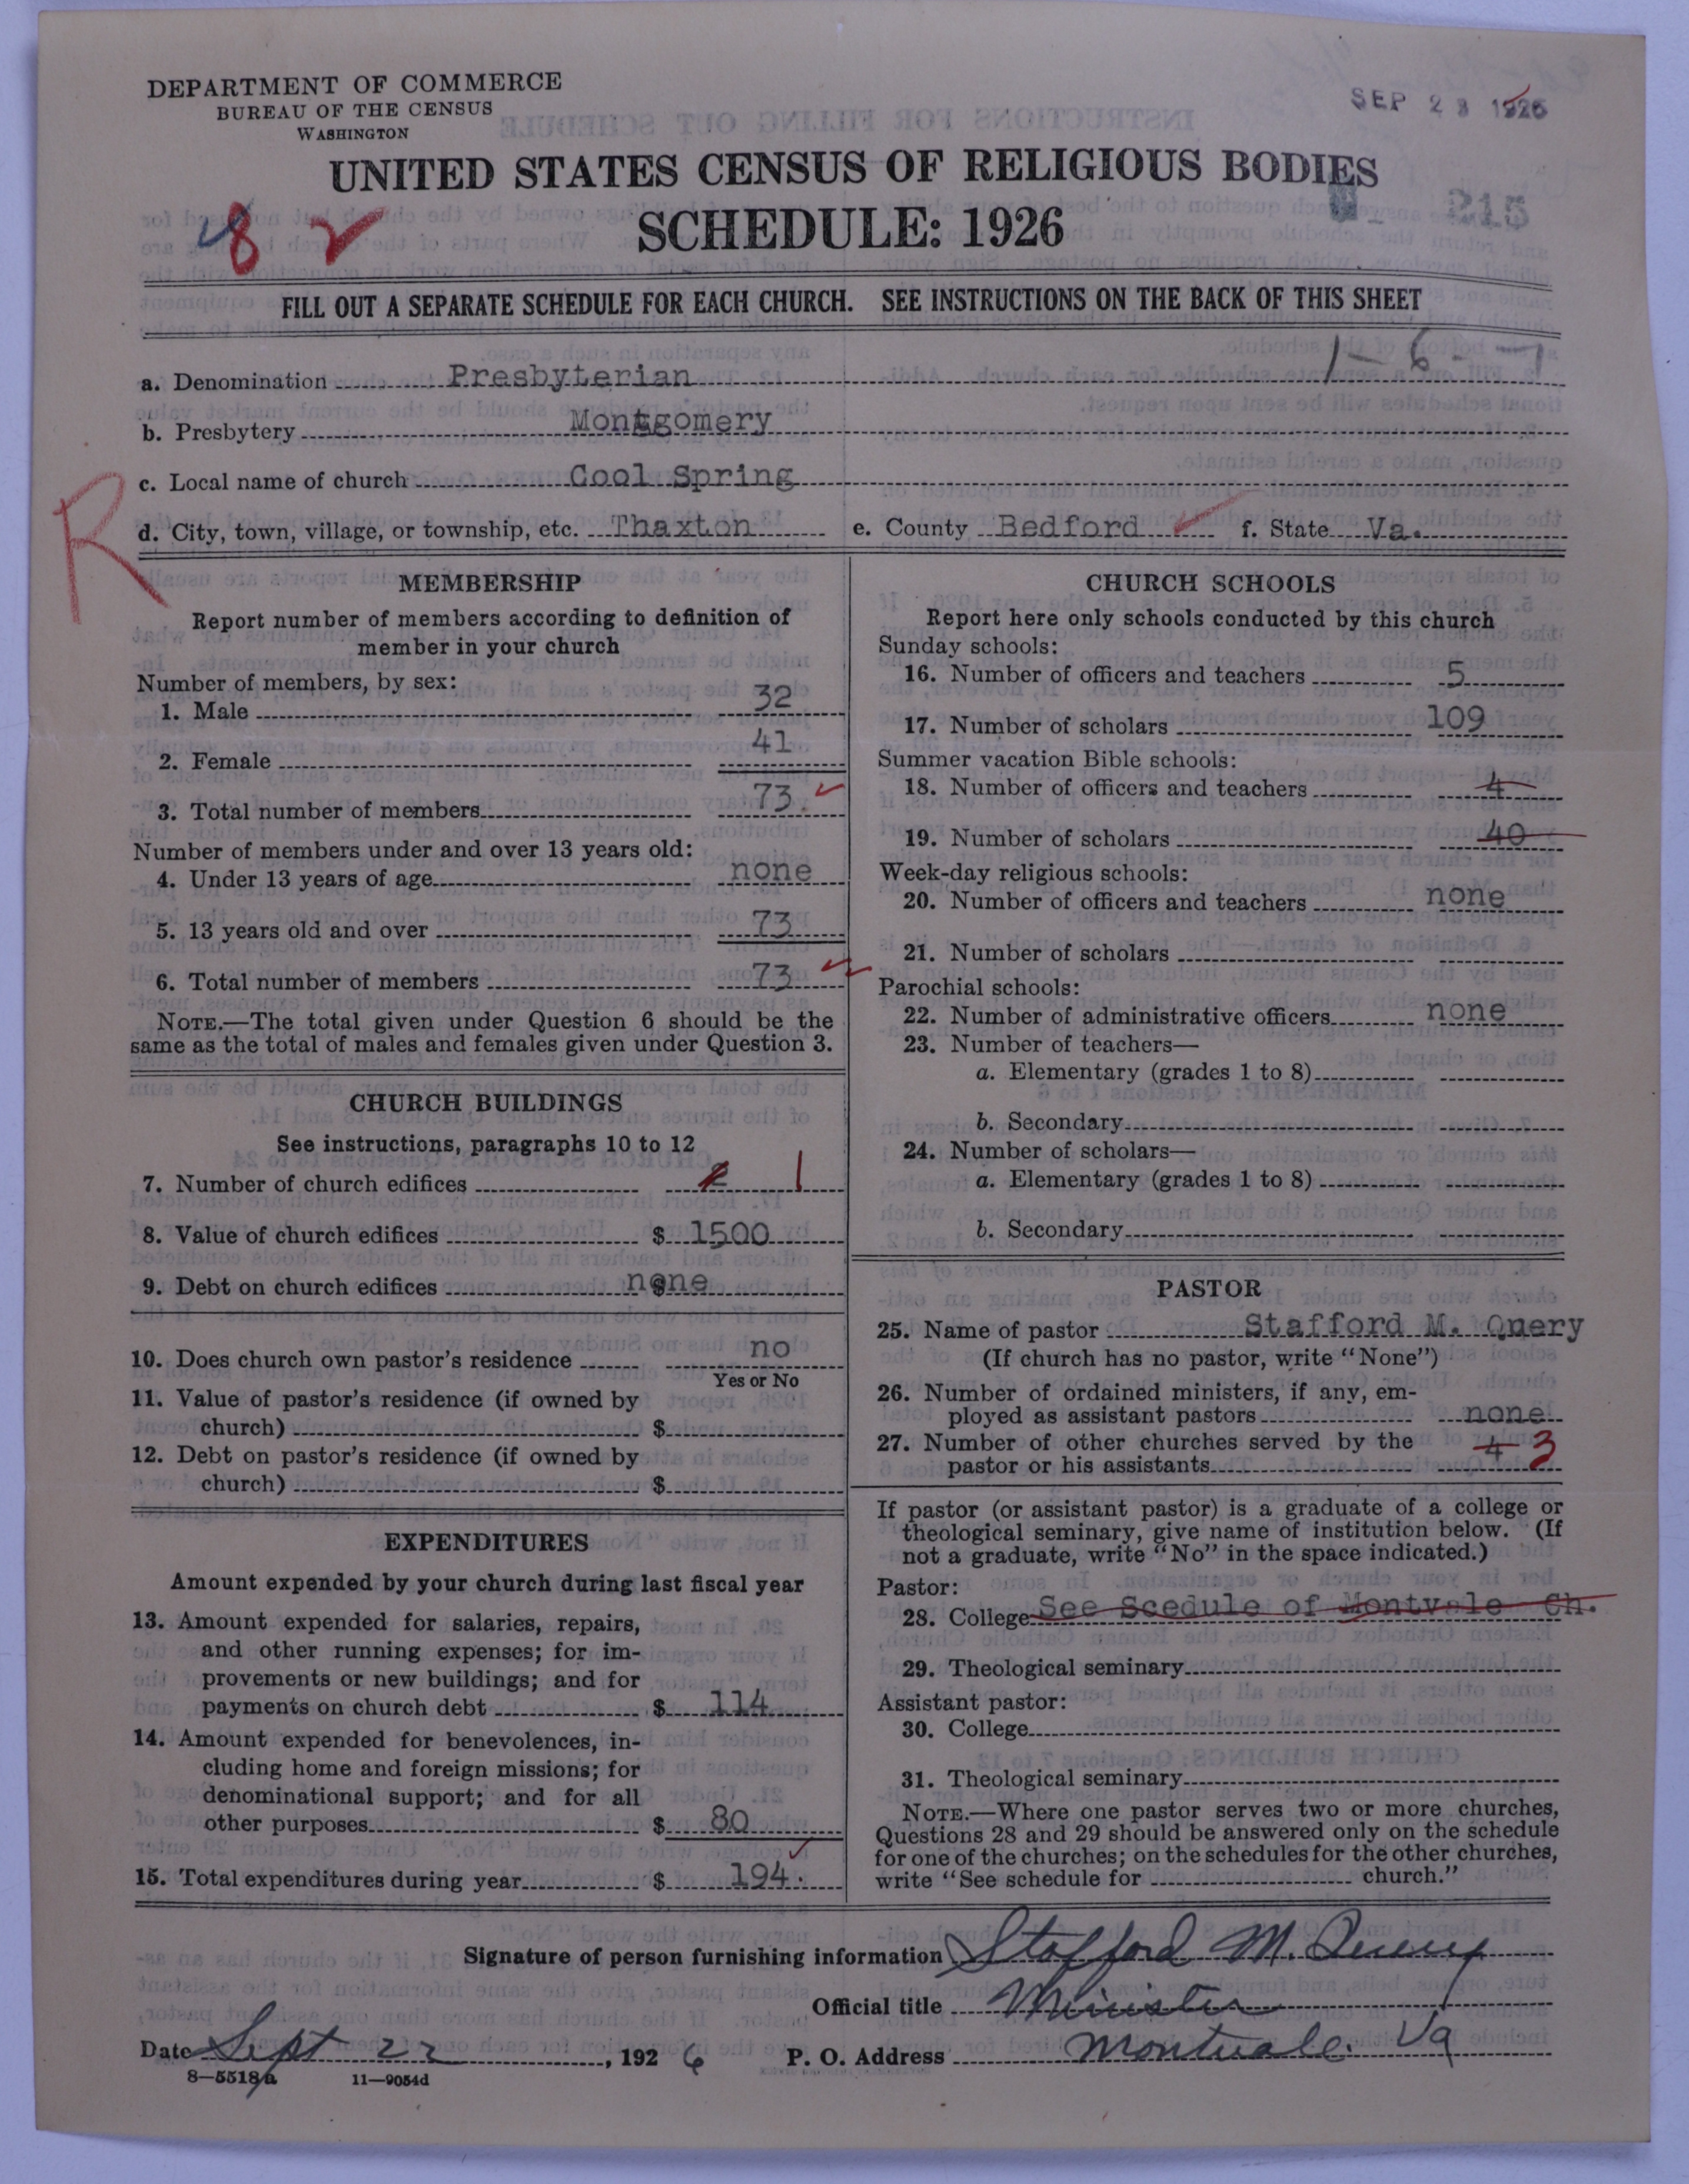 DEPARTMENT OF COMMERCE
BUREAU OF THE CENSUS
WASHINGTON
SEP 23 1926
UNITED STATES CENSUS OF RELIGIOUS BODIES
SCHEDULE: 1926
215
8 2
FILL OUT A SEPARATE SCHEDULE FOR EACH CHURCH. SEE INSTRUCTIONS ON THE BACK OF THIS SHEET
1-6-1
a. Denomination Presbyterian
b. Presbytery Montgomery
c. Local name of church Cool Spring
R
d. City, town, village, or township, etc. Thaxton e. County Bedford f. State Va.
MEMBERSHIP
Report number of members according to definition of
member in your church
Number of members, by sex:
1. Male 32
2. Female 41
3. Total number of members 73
Number of members under and over 13 years old:
4. Under 13 years of age none
5. 13 years old and over 73
6. Total number of members 73
NOTE.—The total given under Question 6 should be the
same as the total of males and females given under Question 3.
CHURCH BUILDINGS
See instructions, paragraphs 10 to 12
7. Number of church edifices 1
8. Value of church edifices $ 1500
9. Debt on church edifices none
10. Does church own pastor's residence no
Yes or No
11. Value of pastor's residence (if owned by
church) $
12. Debt on pastor's residence (if owned by
church) $
EXPENDITURES
Amount expended by your church during last fiscal year
13. Amount expended for salaries, repairs,
and other running expenses; for im-
provements or new buildings; and for
payments on church debt $ 114
14. Amount expended for benevolences, in-
cluding home and foreign missions; for
denominational support; and for all
other purposes $ 80
15. Total expenditures during year $ 194.
CHURCH SCHOOLS
Report here only schools conducted by this church
Sunday schools:
16. Number of officers and teachers 5
17. Number of scholars 109
Summer vacation Bible schools:
18. Number of officers and teachers 4
19. Number of scholars 40
Week-day religious schools:
20. Number of officers and teachers none
21. Number of scholars
Parochial schools:
22. Number of administrative officers none
23. Number of teachers—
a. Elementary (grades 1 to 8)
b. Secondary
24. Number of scholars—
a. Elementary (grades 1 to 8)
b. Secondary
PASTOR
25. Name of pastor Stafford M. Query
(If church has no pastor, write "None")
26. Number of ordained ministers, if any, em-
ployed as assistant pastors none
27. Number of other churches served by the
pastor or his assistants 4 3
If pastor (or assistant pastor) is a graduate of a college or
theological seminary, give name of institution below. (If
not a graduate, write "No" in the space indicated.)
Pastor:
28. College See Scedule of Montvale Ch.
29. Theological seminary
Assistant pastor:
30. College
31. Theological seminary
NOTE.—Where one pastor serves two or more churches,
Questions 28 and 29 should be answered only on the schedule
for one of the churches; on the schedules for the other churches,
write "See schedule for church."
Signature of person furnishing information Stafford M. Query
Official title Minister
Date Sept 22, 1926 P. O. Address Montvale. Va
8—5518a 11—9054d